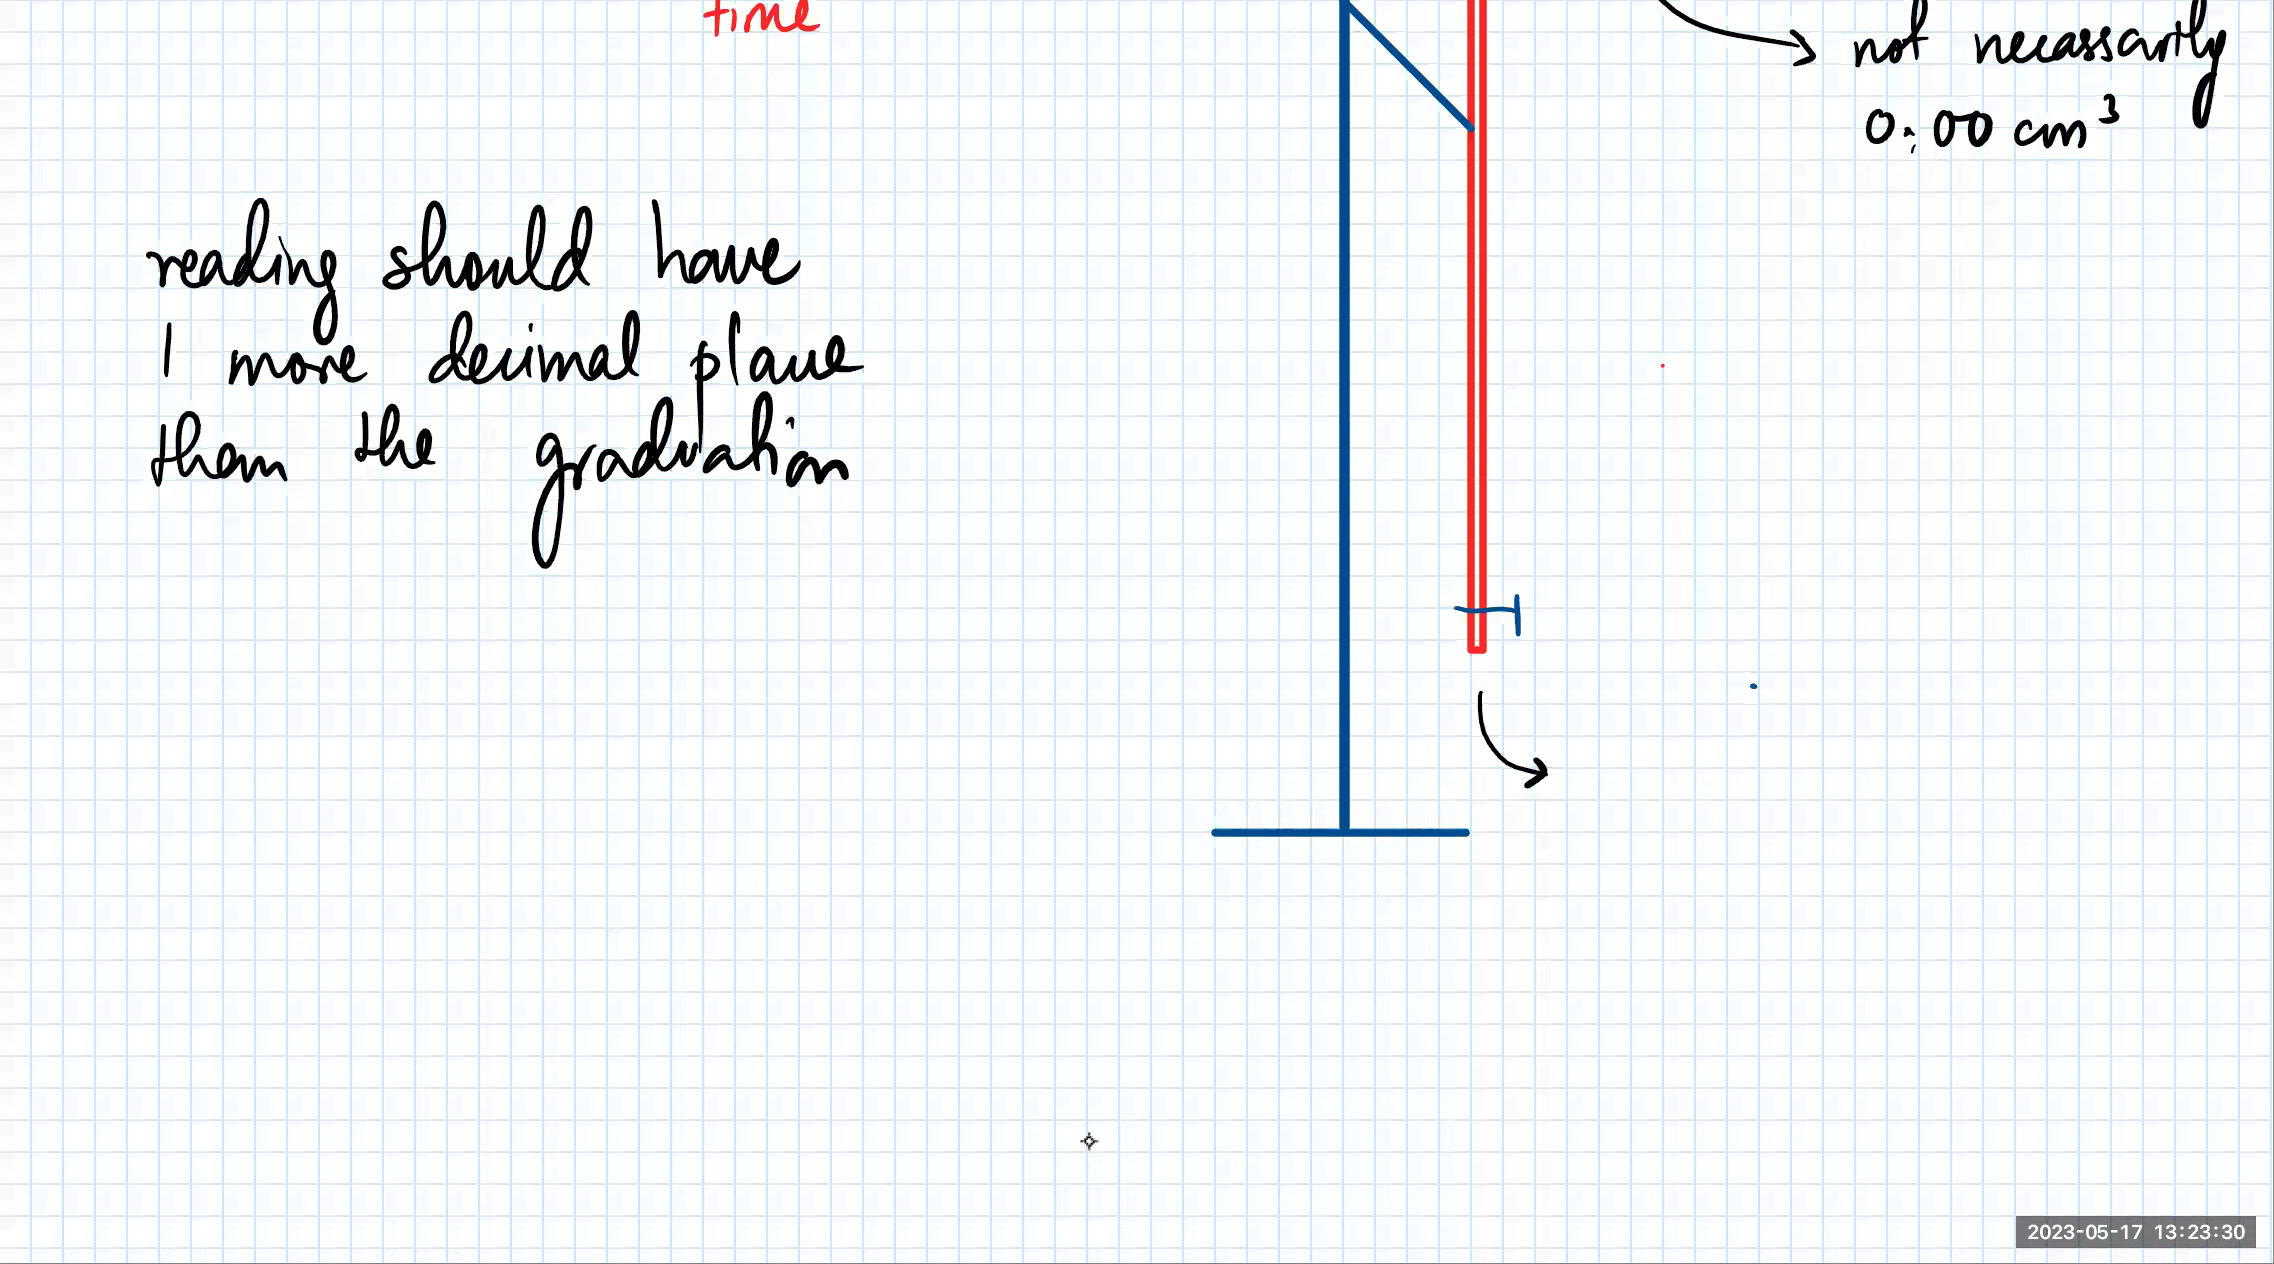 time
not necassarily
0.00 cm³
reading should have
1 more decimal place
than the graduation
2023-05-17 13:23:30